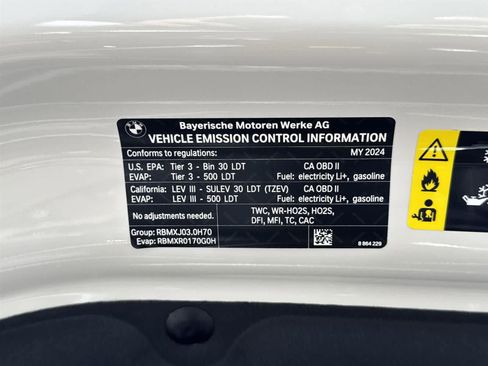 BMW
Bayerische Motoren Werke AG
VEHICLE EMISSION CONTROL INFORMATION
Conforms to regulations: MY 2024
U.S. EPA: Tier 3 - Bin 30 LDT CA OBD II
EVAP: Tier 3 - 500 LDT Fuel: electricity Li+, gasoline
California: LEV III - SULEV 30 LDT (TZEV) CA OBD II
EVAP: LEV III - 500 LDT Fuel: electricity Li+, gasoline
No adjustments needed. TWC, WR-HO2S, HO2S,
DFI, MFI, TC, CAC
Group: RBMXJ03.0H70
Evap: RBMXR0170G0H 8 864 229